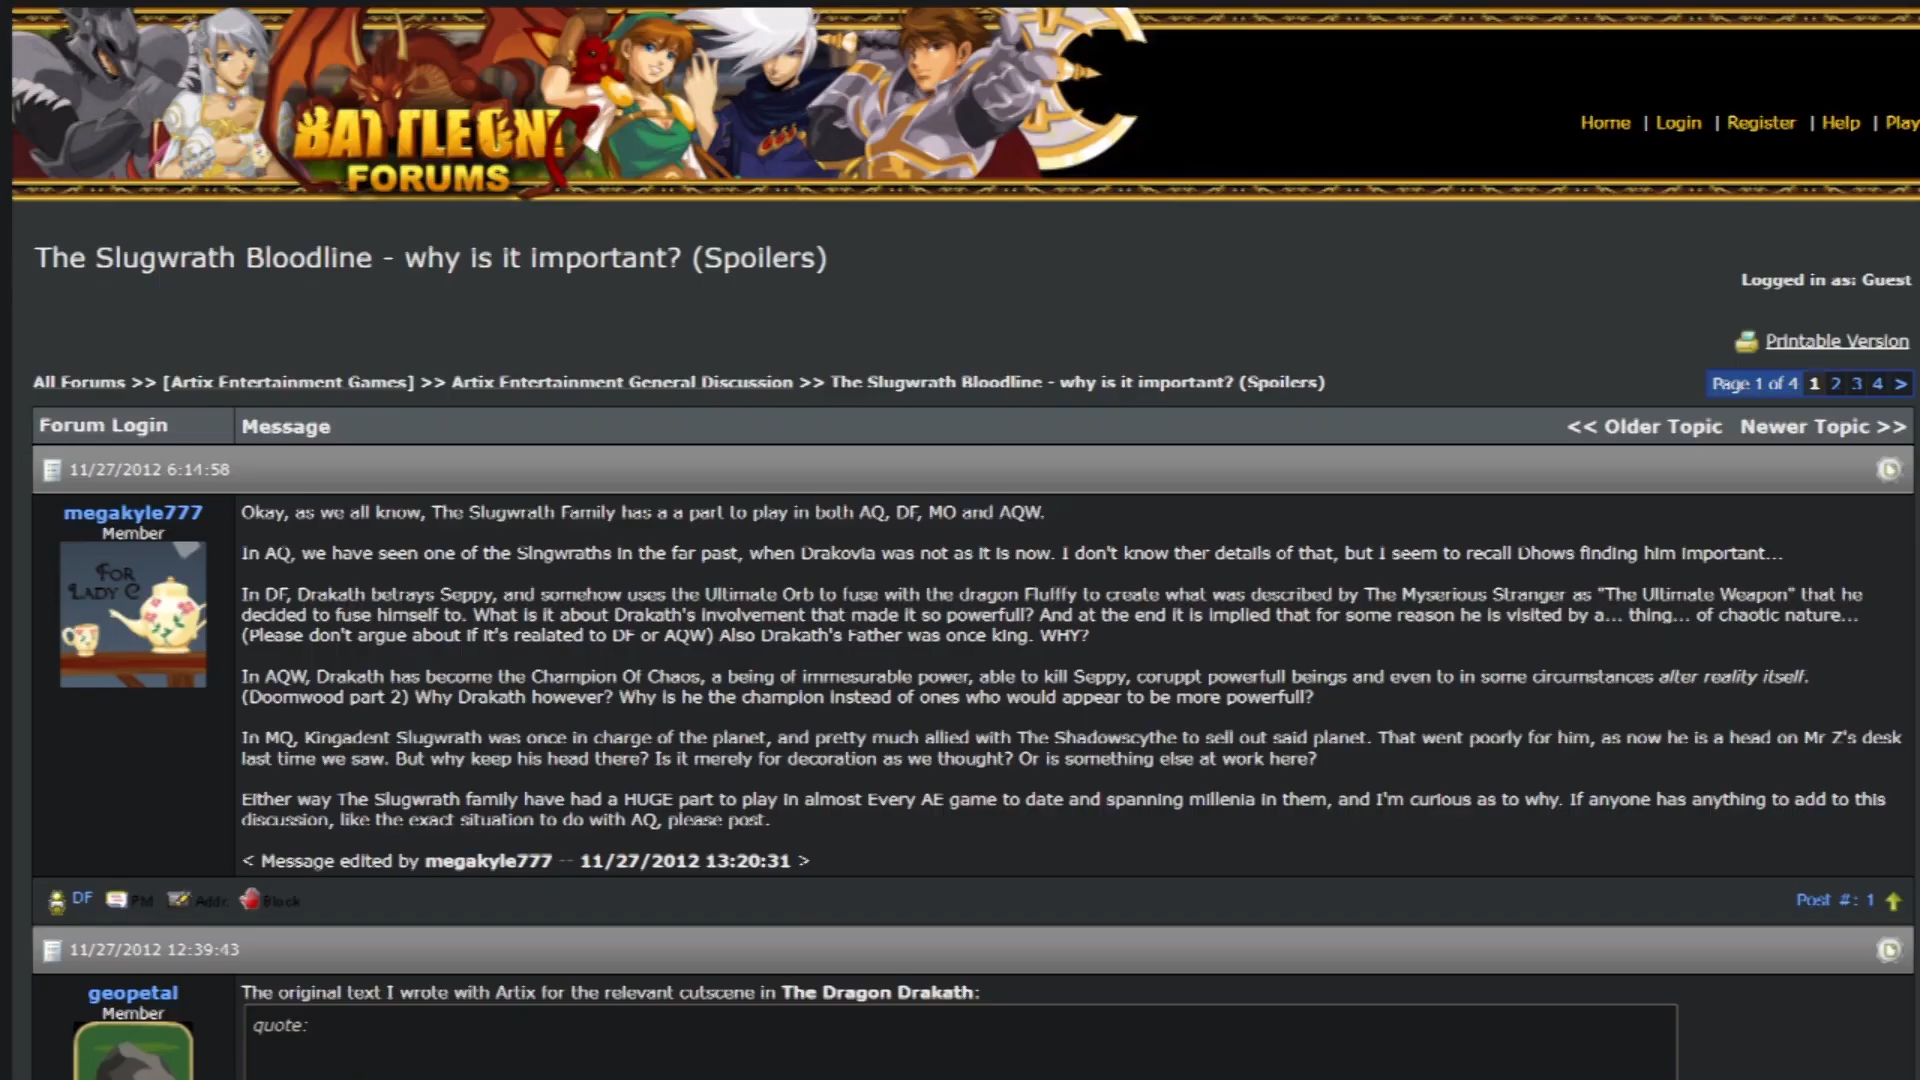 BATTLEON!
FORUMS
Home | Login | Register | Help | Play
The Slugwrath Bloodline - why is it important? (Spoilers)
Logged in as: Guest
Printable Version
All Forums >> [Artix Entertainment Games] >> Artix Entertainment General Discussion >> The Slugwrath Bloodline - why is it important? (Spoilers)
Page 1 of 4 1 2 3 4 >
Forum Login
Message
<< Older Topic Newer Topic >>
11/27/2012 6:14:58
megakyle777
Member
FOR
LADY C
Okay, as we all know, The Slugwrath Family has a a part to play in both AQ, DF, MO and AQW.
In AQ, we have seen one of the Slngwraths in the far past, when Drakovia was not as it is now. I don't know ther details of that, but I seem to recall Dhows finding him important...
In DF, Drakath betrays Seppy, and somehow uses the Ultimate Orb to fuse with the dragon Flufffy to create what was described by The Myserious Stranger as "The Ultimate Weapon" that he
decided to fuse himself to. What is it about Drakath's involvement that made it so powerfull? And at the end it is implied that for some reason he is visited by a... thing... of chaotic nature...
(Please don't argue about if it's realated to DF or AQW) Also Drakath's Father was once king. WHY?
In AQW, Drakath has become the Champion Of Chaos, a being of immesurable power, able to kill Seppy, coruppt powerfull beings and even to in some circumstances alter reality itself.
(Doomwood part 2) Why Drakath however? Why is he the champion instead of ones who would appear to be more powerfull?
In MQ, Kingadent Slugwrath was once in charge of the planet, and pretty much allied with The Shadowscythe to sell out said planet. That went poorly for him, as now he is a head on Mr Z's desk
last time we saw. But why keep his head there? Is it merely for decoration as we thought? Or is something else at work here?
Either way The Slugwrath family have had a HUGE part to play in almost Every AE game to date and spanning millenia in them, and I'm curious as to why. If anyone has anything to add to this
discussion, like the exact situation to do with AQ, please post.
< Message edited by megakyle777 -- 11/27/2012 13:20:31 >
DF PM Addr. Block
Post #: 1
11/27/2012 12:39:43
geopetal
Member
The original text I wrote with Artix for the relevant cutscene in The Dragon Drakath:
quote: